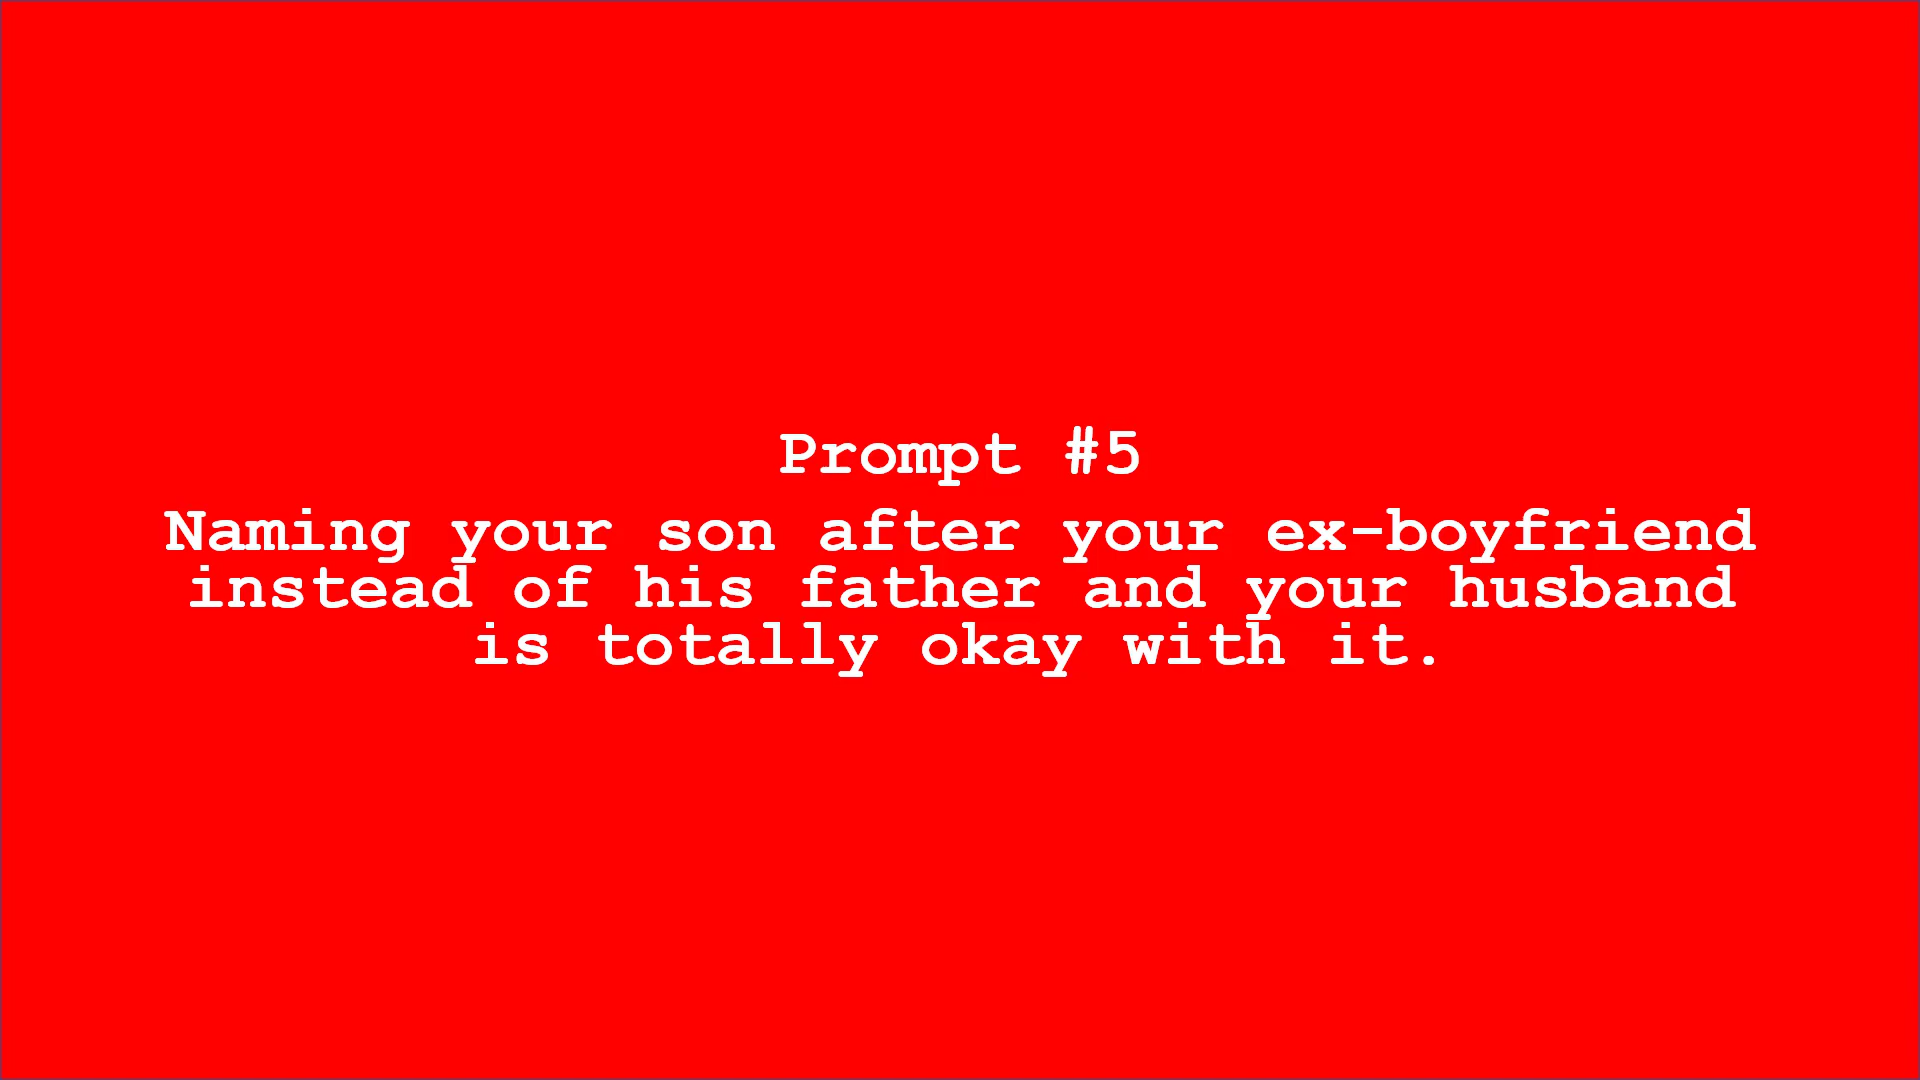 Prompt #5
Naming your son after your ex-boyfriend
instead of his father and your husband
is totally okay with it.